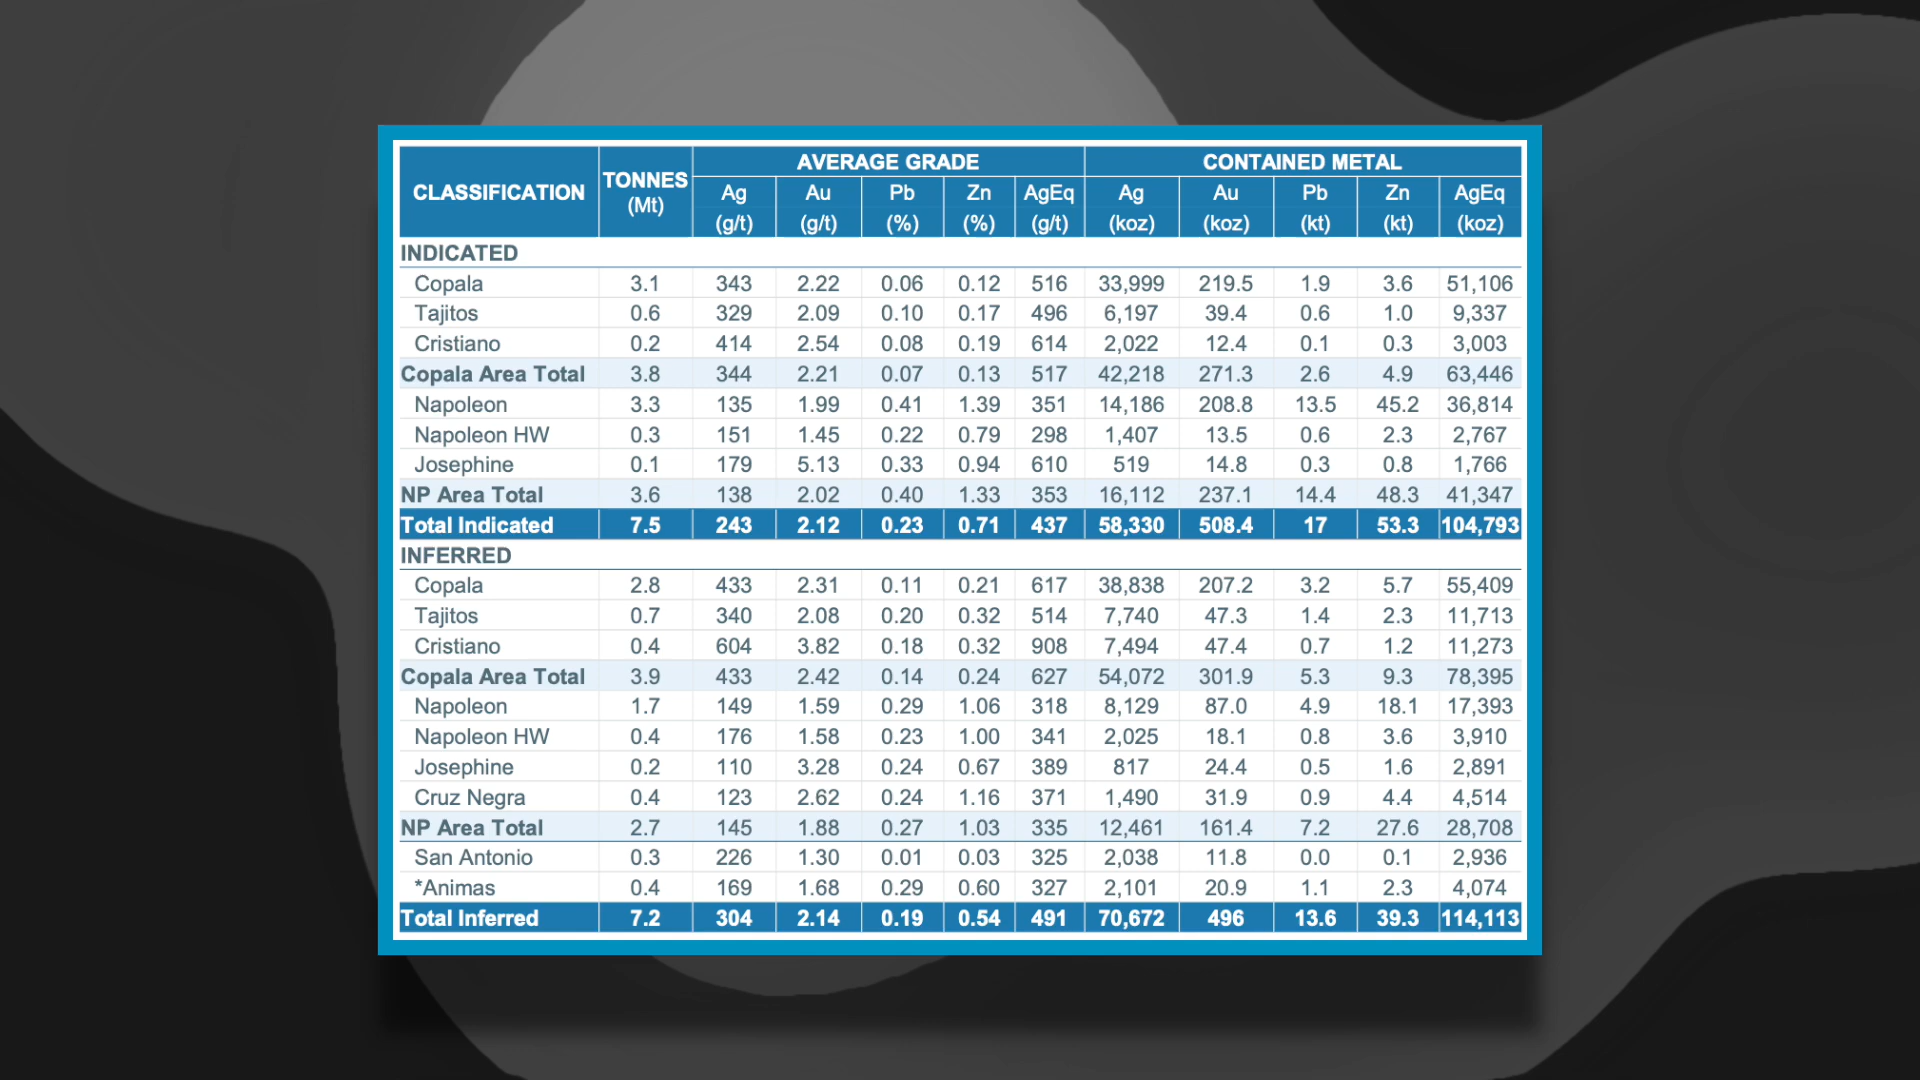 CLASSIFICATION TONNES (Mt) AVERAGE GRADE CONTAINED METAL
Ag (g/t) Au (g/t) Pb (%) Zn (%) AgEq (g/t) Ag (koz) Au (koz) Pb (kt) Zn (kt) AgEq (koz)
INDICATED
Copala 3.1 343 2.22 0.06 0.12 516 33,999 219.5 1.9 3.6 51,106
Tajitos 0.6 329 2.09 0.10 0.17 496 6,197 39.4 0.6 1.0 9,337
Cristiano 0.2 414 2.54 0.08 0.19 614 2,022 12.4 0.1 0.3 3,003
Copala Area Total 3.8 344 2.21 0.07 0.13 517 42,218 271.3 2.6 4.9 63,446
Napoleon 3.3 135 1.99 0.41 1.39 351 14,186 208.8 13.5 45.2 36,814
Napoleon HW 0.3 151 1.45 0.22 0.79 298 1,407 13.5 0.6 2.3 2,767
Josephine 0.1 179 5.13 0.33 0.94 610 519 14.8 0.3 0.8 1,766
NP Area Total 3.6 138 2.02 0.40 1.33 353 16,112 237.1 14.4 48.3 41,347
Total Indicated 7.5 243 2.12 0.23 0.71 437 58,330 508.4 17 53.3 104,793
INFERRED
Copala 2.8 433 2.31 0.11 0.21 617 38,838 207.2 3.2 5.7 55,409
Tajitos 0.7 340 2.08 0.20 0.32 514 7,740 47.3 1.4 2.3 11,713
Cristiano 0.4 604 3.82 0.18 0.32 908 7,494 47.4 0.7 1.2 11,273
Copala Area Total 3.9 433 2.42 0.14 0.24 627 54,072 301.9 5.3 9.3 78,395
Napoleon 1.7 149 1.59 0.29 1.06 318 8,129 87.0 4.9 18.1 17,393
Napoleon HW 0.4 176 1.58 0.23 1.00 341 2,025 18.1 0.8 3.6 3,910
Josephine 0.2 110 3.28 0.24 0.67 389 817 24.4 0.5 1.6 2,891
Cruz Negra 0.4 123 2.62 0.24 1.16 371 1,490 31.9 0.9 4.4 4,514
NP Area Total 2.7 145 1.88 0.27 1.03 335 12,461 161.4 7.2 27.6 28,708
San Antonio 0.3 226 1.30 0.01 0.03 325 2,038 11.8 0.0 0.1 2,936
*Animas 0.4 169 1.68 0.29 0.60 327 2,101 20.9 1.1 2.3 4,074
Total Inferred 7.2 304 2.14 0.19 0.54 491 70,672 496 13.6 39.3 114,113